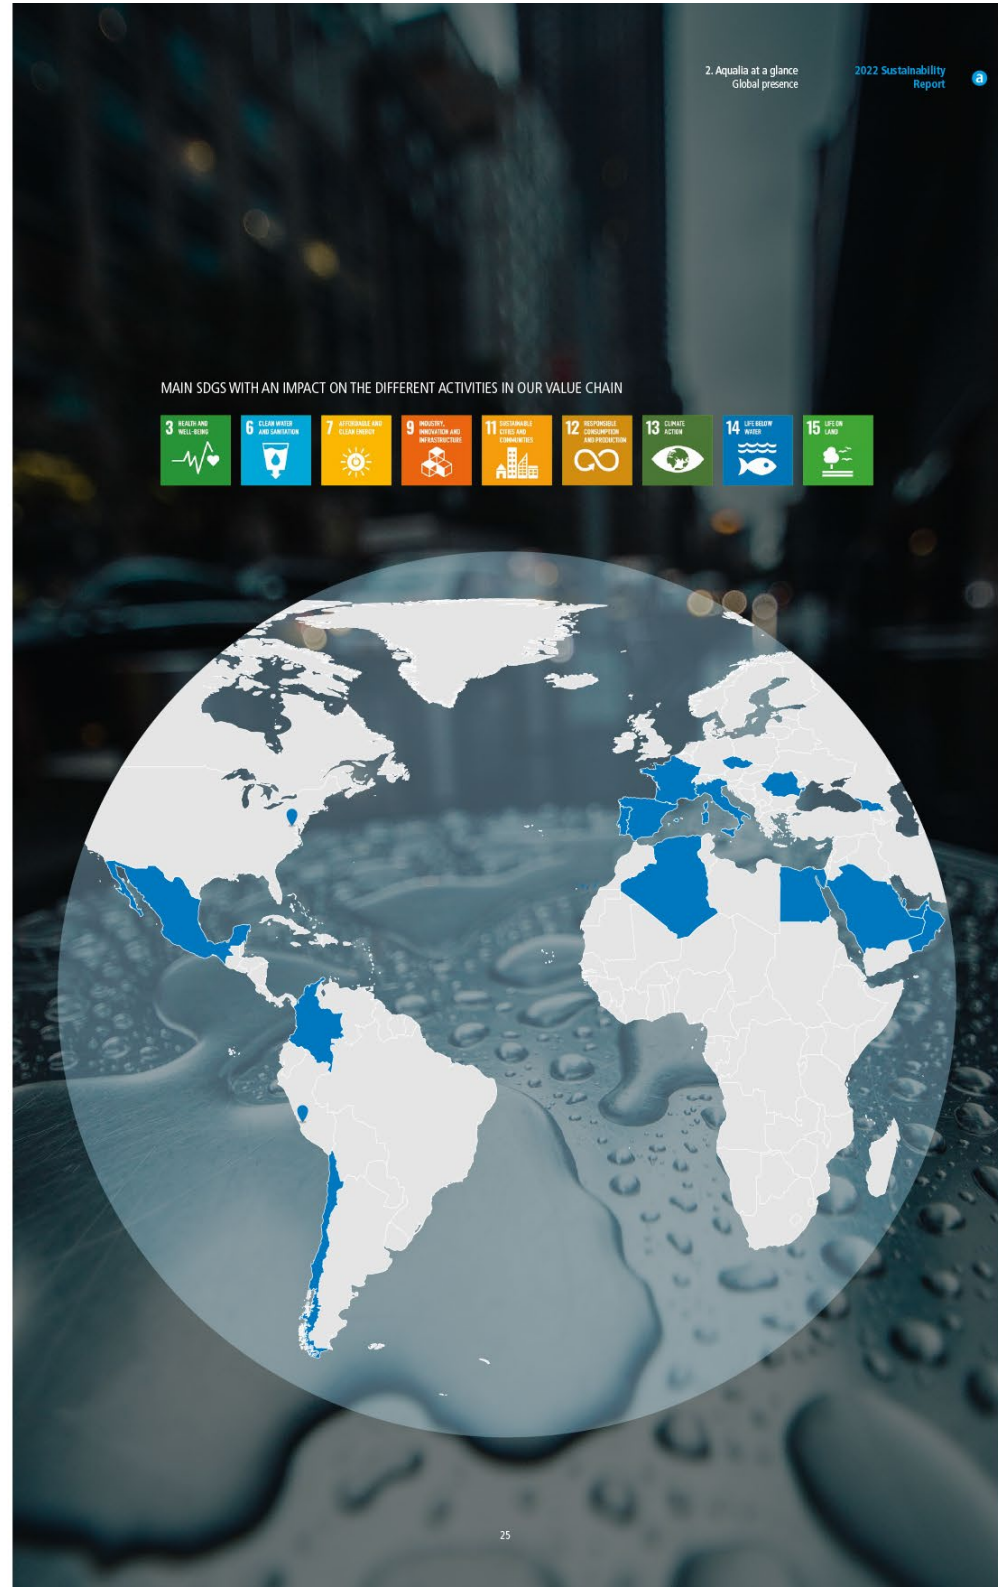 2. Aqualia at a glance
Global presence
2022 Sustainability
Report
a
MAIN SDGS WITH AN IMPACT ON THE DIFFERENT ACTIVITIES IN OUR VALUE CHAIN
3 HEALTH AND
WELL-BEING
6 CLEAN WATER
AND SANITATION
7 AFFORDABLE AND
CLEAN ENERGY
9 INDUSTRY,
INNOVATION AND
INFRASTRUCTURE
11 SUSTAINABLE
CITIES AND
COMMUNITIES
12 RESPONSIBLE
CONSUMPTION
AND PRODUCTION
13 CLIMATE
ACTION
14 LIFE BELOW
WATER
15 LIFE ON
LAND
25